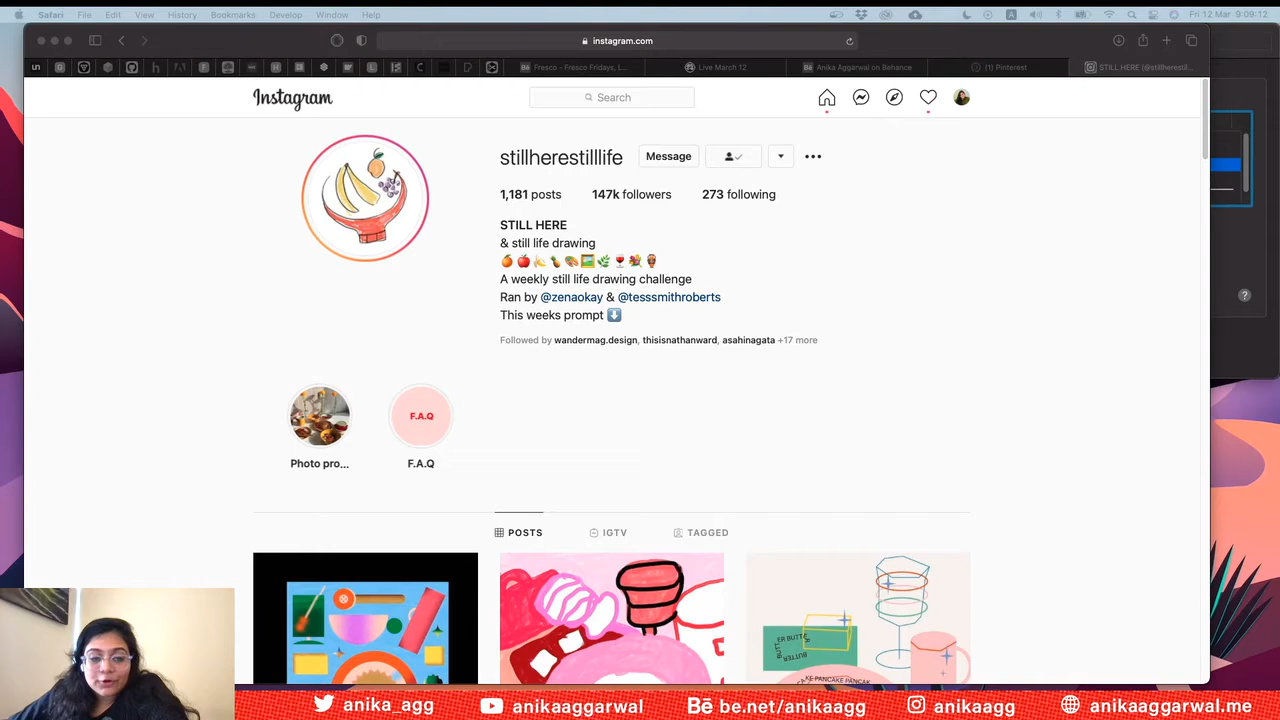 Safari File Edit View History Bookmarks Develop Window Help
Fri 12 Mar 9:09:12
instagram.com
Fresco – Fresco Fridays, L...
Live March 12
Anika Aggarwal on Behance
(1) Pinterest
STILL HERE (@stillherestil...
Instagram
Search
stillherestilllife
Message
1,181 posts 147k followers 273 following
STILL HERE
& still life drawing
🍊🍎🍌🍍🎨🖼️🌿🍷💐🏺
A weekly still life drawing challenge
Ran by @zenaokay & @tesssmithroberts
This weeks prompt ⬇️
Followed by wandermag.design, thisisnathanward, asahinagata +17 more
F.A.Q
Photo pro...
F.A.Q
POSTS
IGTV
TAGGED
BUTTER
anika_agg
anikaaggarwal
Bē be.net/anikaagg
anikaagg
anikaaggarwal.me